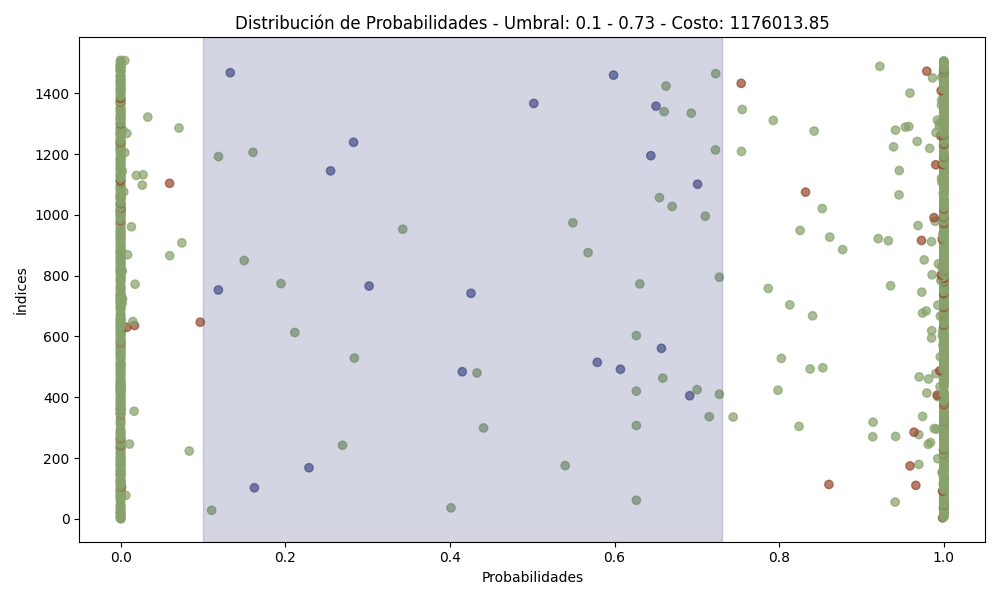 Distribución de Probabilidades - Umbral: 0.1 - 0.73 - Costo: 1176013.85
1400
1200
1000
800
600
400
200
0
Índices
0.0 0.2 0.4 0.6 0.8 1.0
Probabilidades